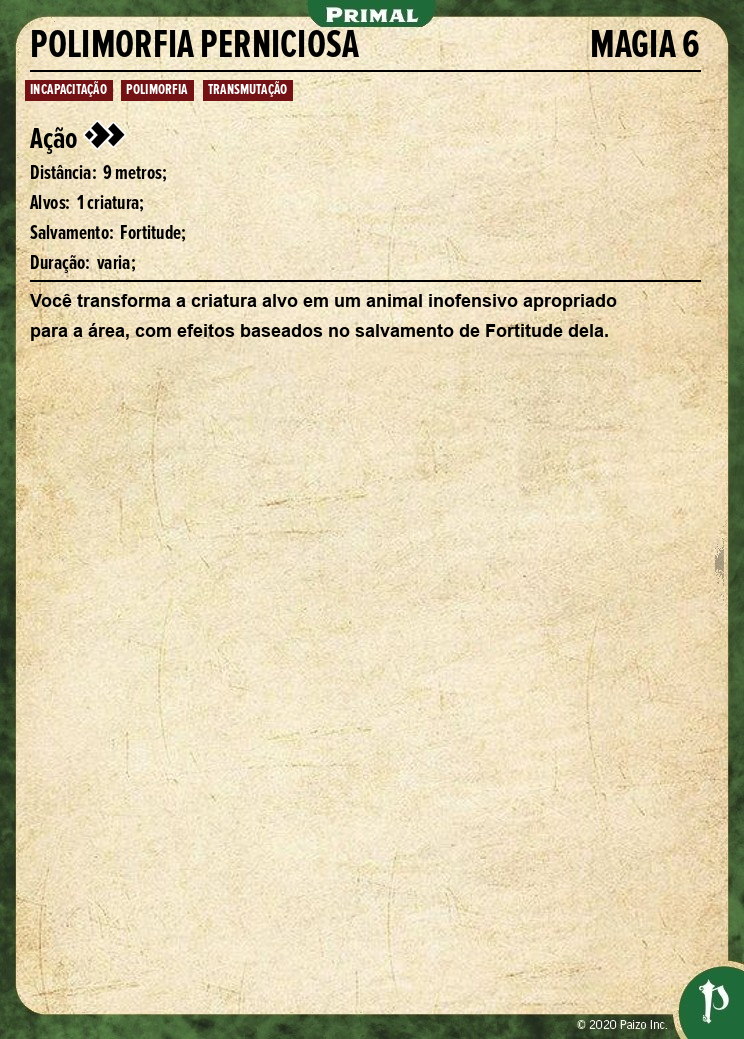 PRIMAL
POLIMORFIA PERNICIOSA MAGIA 6
INCAPACITAÇÃO POLIMORFIA TRANSMUTAÇÃO
Ação
Distância: 9 metros;
Alvos: 1 criatura;
Salvamento: Fortitude;
Duração: varia;
Você transforma a criatura alvo em um animal inofensivo apropriado
para a área, com efeitos baseados no salvamento de Fortitude dela.
© 2020 Paizo Inc.